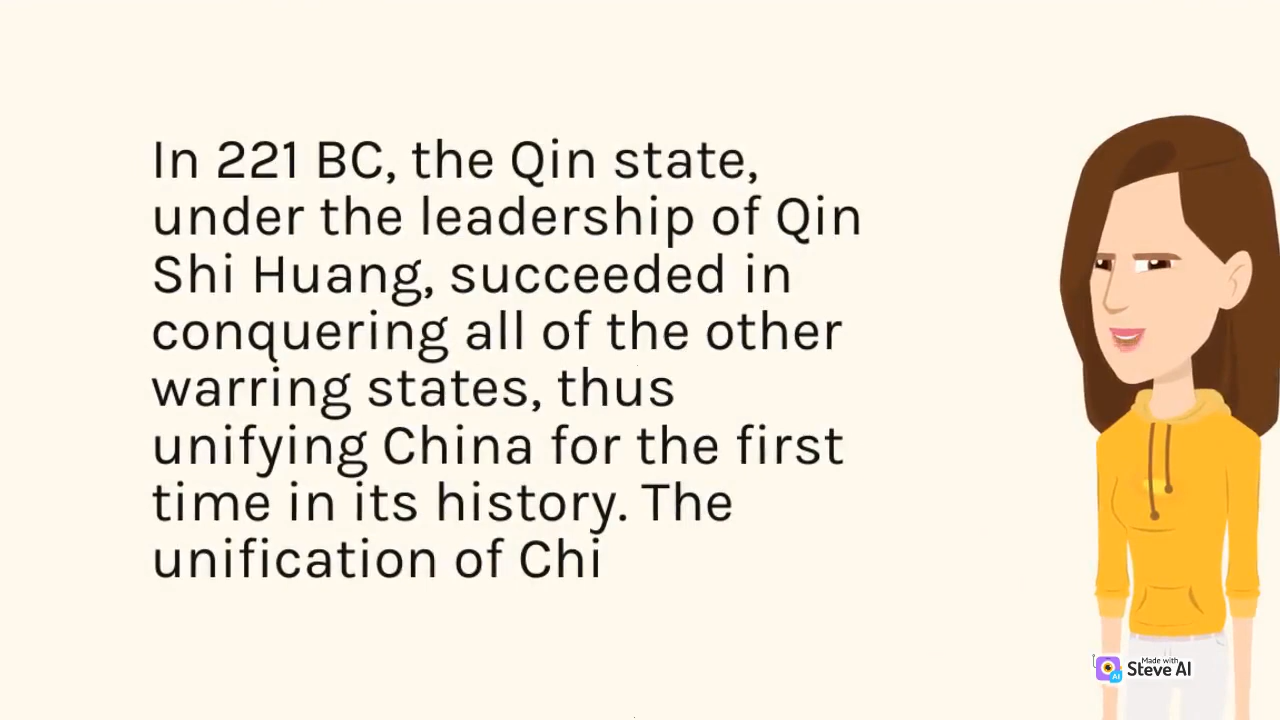 In 221 BC, the Qin state,
under the leadership of Qin
Shi Huang, succeeded in
conquering all of the other
warring states, thus
unifying China for the first
time in its history. The
unification of Chi
Made with
Steve AI
AI